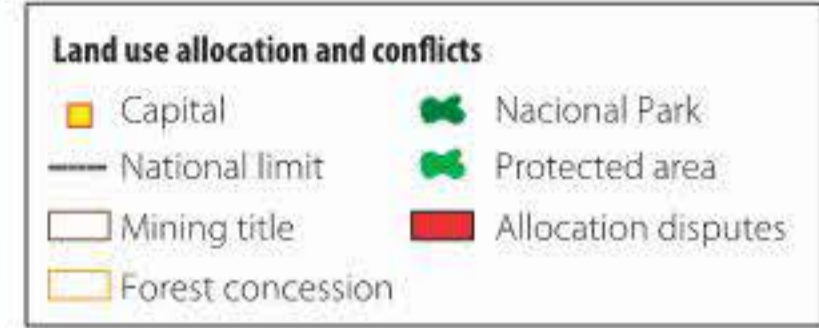 Land use allocation and conflicts
Capital
National limit
Mining title
Forest concession
Nacional Park
Protected area
Allocation disputes